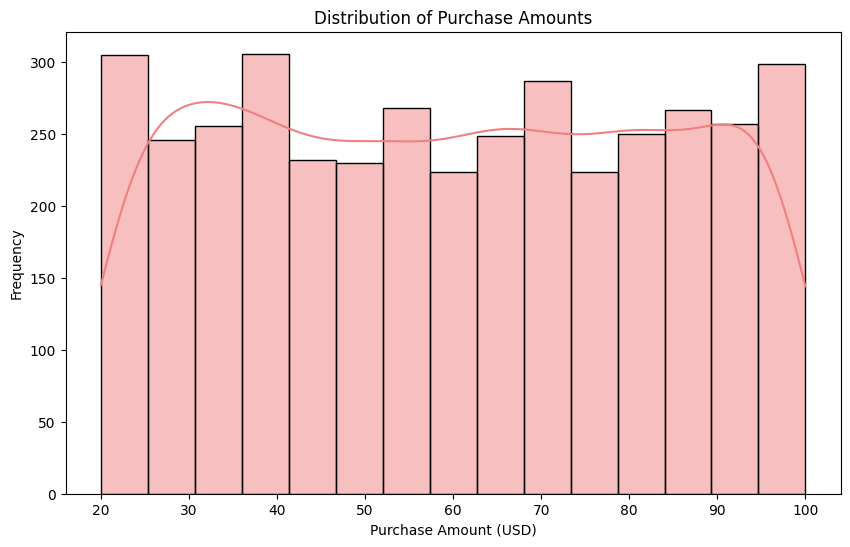 Distribution of Purchase Amounts
300
250
200
150
100
50
0
Frequency
20 30 40 50 60 70 80 90 100
Purchase Amount (USD)